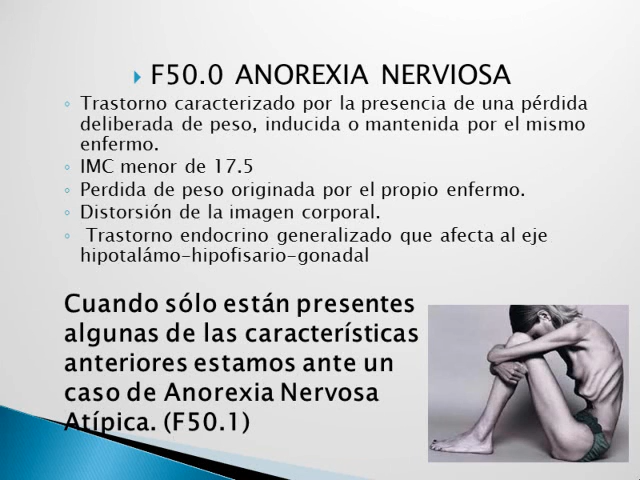 F50.0 ANOREXIA NERVIOSA
Trastorno caracterizado por la presencia de una pérdida
deliberada de peso, inducida o mantenida por el mismo
enfermo.
IMC menor de 17.5
Perdida de peso originada por el propio enfermo.
Distorsión de la imagen corporal.
Trastorno endocrino generalizado que afecta al eje
hipotalámo-hipofisario-gonadal
Cuando sólo están presentes
algunas de las características
anteriores estamos ante un
caso de Anorexia Nervosa
Atípica. (F50.1)